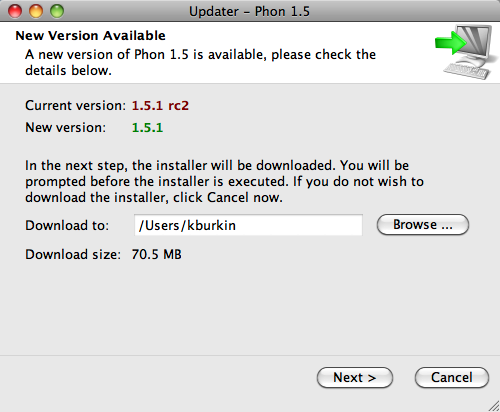 Updater – Phon 1.5
New Version Available
A new version of Phon 1.5 is available, please check the
details below.
Current version: 1.5.1 rc2
New version: 1.5.1
In the next step, the installer will be downloaded. You will be
prompted before the installer is executed. If you do not wish to
download the installer, click Cancel now.
Download to: /Users/kburkin Browse ...
Download size: 70.5 MB
Next > Cancel